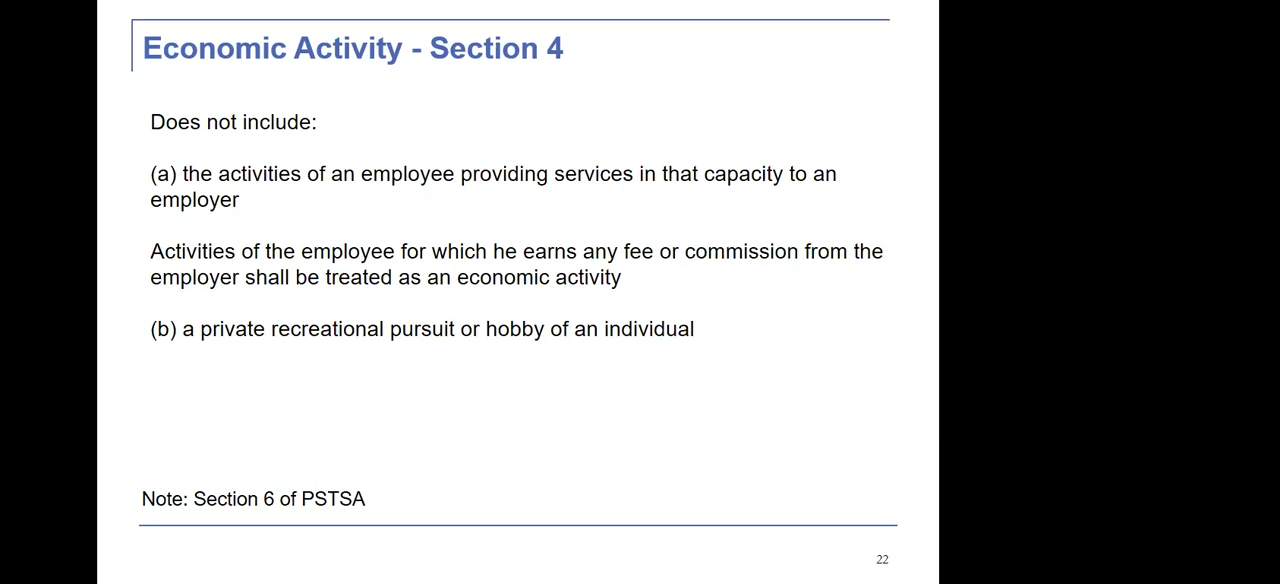 Economic Activity - Section 4
Does not include:
(a) the activities of an employee providing services in that capacity to an
employer
Activities of the employee for which he earns any fee or commission from the
employer shall be treated as an economic activity
(b) a private recreational pursuit or hobby of an individual
Note: Section 6 of PSTSA
22